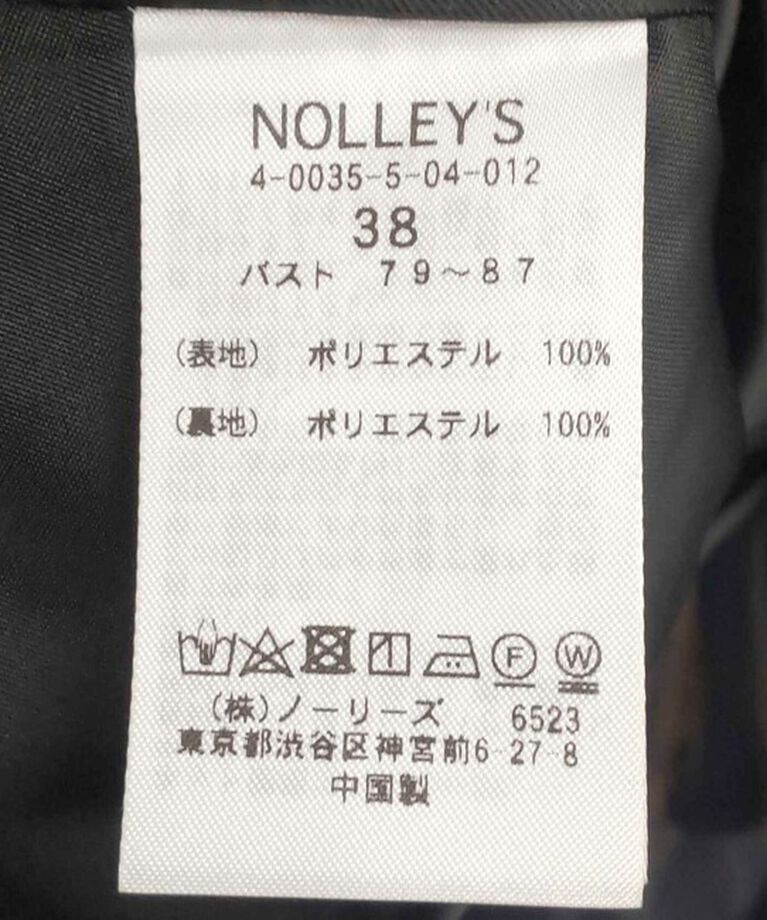 NOLLEY'S
4-0035-5-04-012
38
バスト 79～87
(表地) ポリエステル 100%
(裏地) ポリエステル 100%
F W
(株)ノーリーズ 6523
東京都渋谷区神宮前6-27-8
中国製